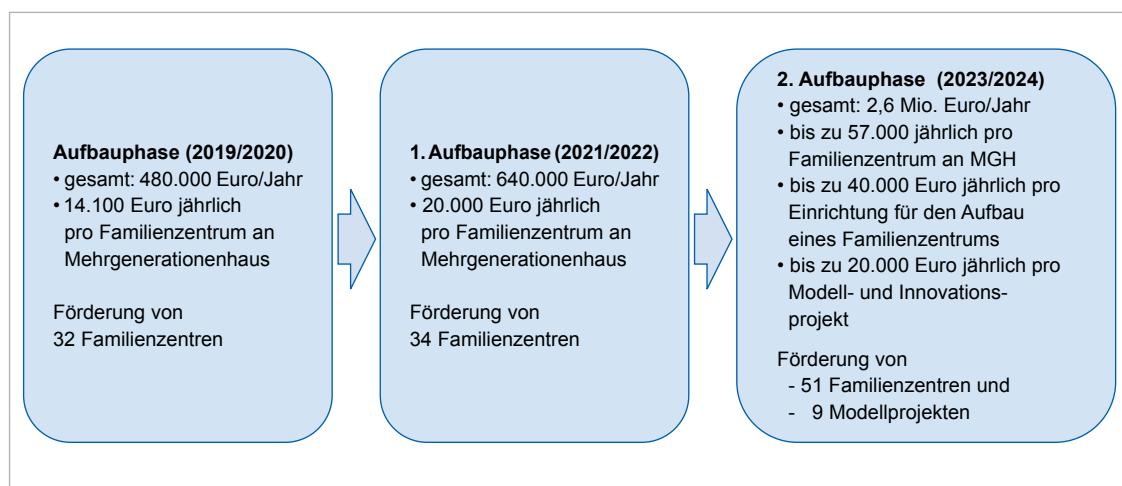 Aufbauphase (2019/2020)
• gesamt: 480.000 Euro/Jahr
• 14.100 Euro jährlich
pro Familienzentrum an
Mehrgenerationenhaus
Förderung von
32 Familienzentren
1. Aufbauphase (2021/2022)
• gesamt: 640.000 Euro/Jahr
• 20.000 Euro jährlich
pro Familienzentrum an
Mehrgenerationenhaus
Förderung von
34 Familienzentren
2. Aufbauphase (2023/2024)
• gesamt: 2,6 Mio. Euro/Jahr
• bis zu 57.000 jährlich pro
Familienzentrum an MGH
• bis zu 40.000 Euro jährlich pro
Einrichtung für den Aufbau
eines Familienzentrums
• bis zu 20.000 Euro jährlich pro
Modell- und Innovations-
projekt
Förderung von
- 51 Familienzentren und
- 9 Modellprojekten